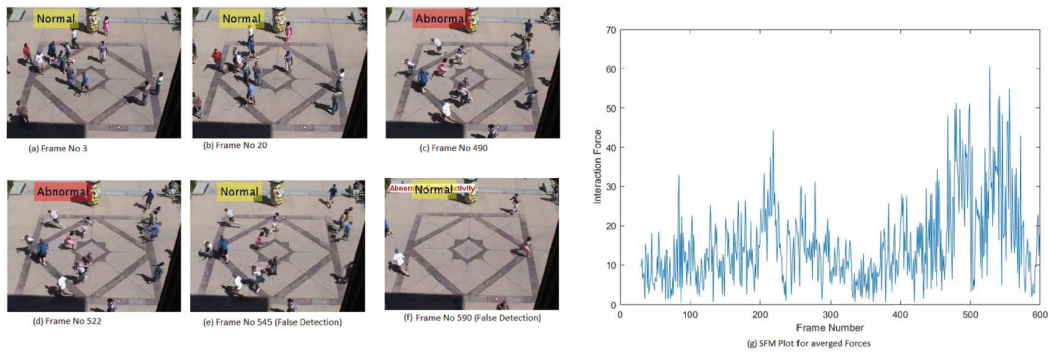 Normal
Normal
Abnormal
(a) Frame No 3
(b) Frame No 20
(c) Frame No 490
Abnormal
Normal
Normal
(d) Frame No 522
(e) Frame No 545 (False Detection)
(f) Frame No 590 (False Detection)
70
60
50
40
30
20
10
0
Interaction Force
0
100
200
300
400
500
600
Frame Number
(g) SFM Plot for averged Forces